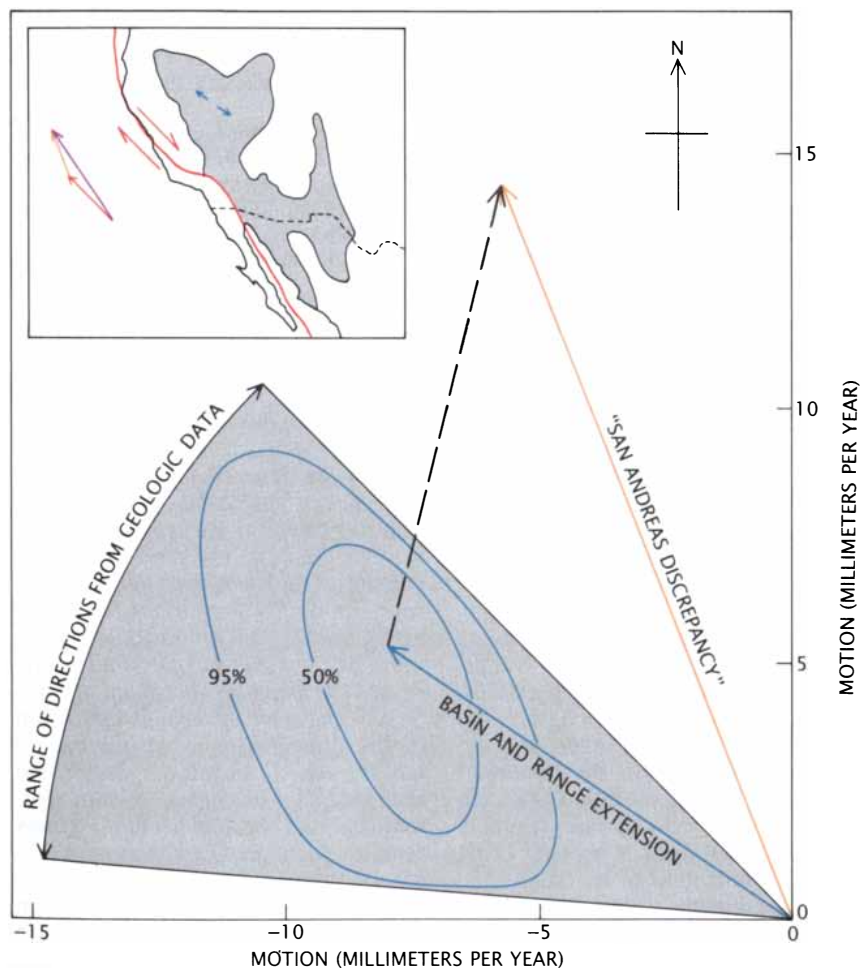 N
15
10
5
0
MOTION (MILLIMETERS PER YEAR)
"SAN ANDREAS DISCREPANCY"
RANGE OF DIRECTIONS FROM GEOLOGIC DATA
95%
50%
BASIN AND RANGE EXTENSION
−15
−10
−5
0
MOTION (MILLIMETERS PER YEAR)